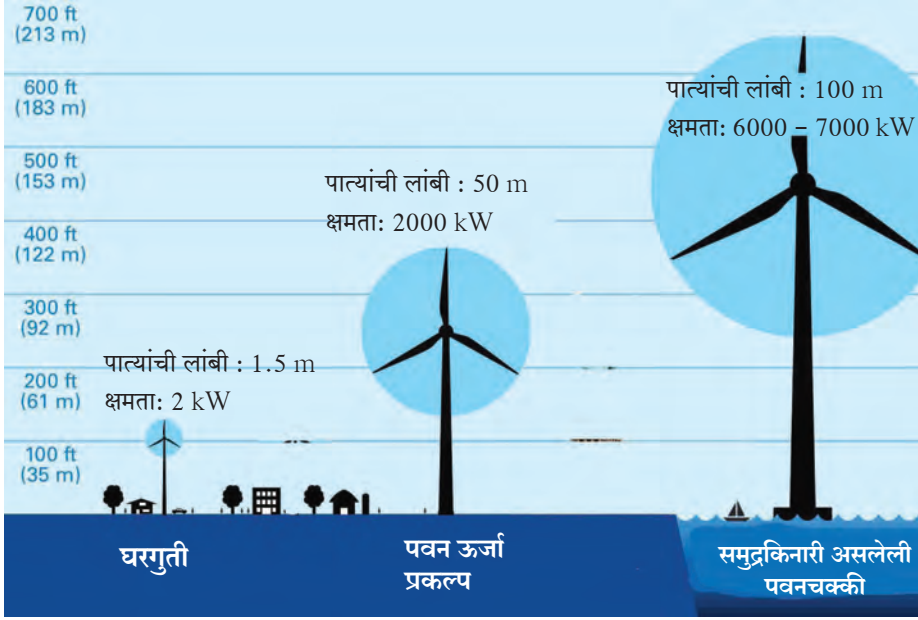 700 ft
(213 m)
600 ft
(183 m)
पात्यांची लांबी : 100 m
क्षमता: 6000 – 7000 kW
500 ft
(153 m)
पात्यांची लांबी : 50 m
क्षमता: 2000 kW
400 ft
(122 m)
300 ft
(92 m)
पात्यांची लांबी : 1.5 m
क्षमता: 2 kW
200 ft
(61 m)
100 ft
(35 m)
घरगुती
पवन ऊर्जा
प्रकल्प
समुद्रकिनारी असलेली
पवनचक्की